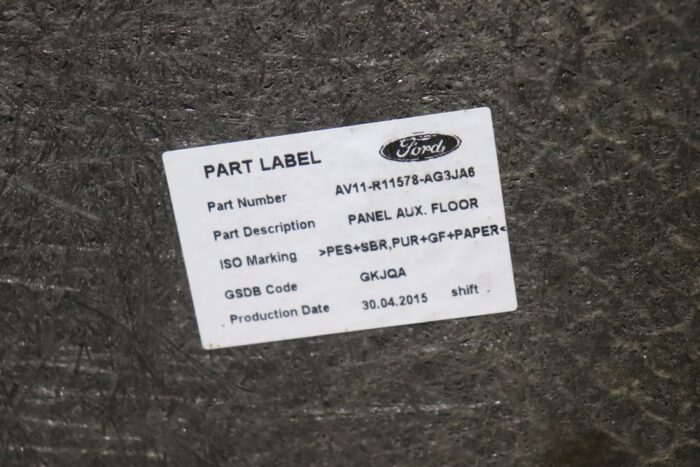 PART LABEL Ford
Part Number AV11-R11578-AG3JA6
Part Description PANEL AUX. FLOOR
ISO Marking >PES+SBR,PUR+GF+PAPER<
GSDB Code GKJQA
Production Date 30.04.2015 shift .